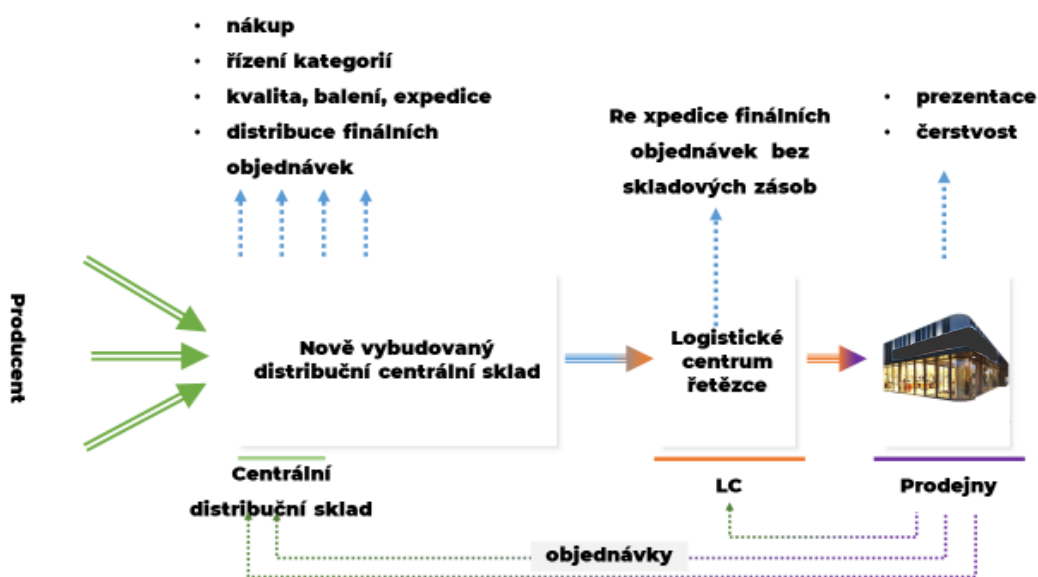 • nákup
• řízení kategorií
• kvalita, balení, expedice
• distribuce finálních
objednávek
Re xpedice finálních
objednávek bez
skladových zásob
• prezentace
• čerstvost
Producent
Nově vybudovaný
distribuční centrální sklad
Logistické
centrum
řetězce
Centrální
distribuční sklad
LC
Prodejny
objednávky